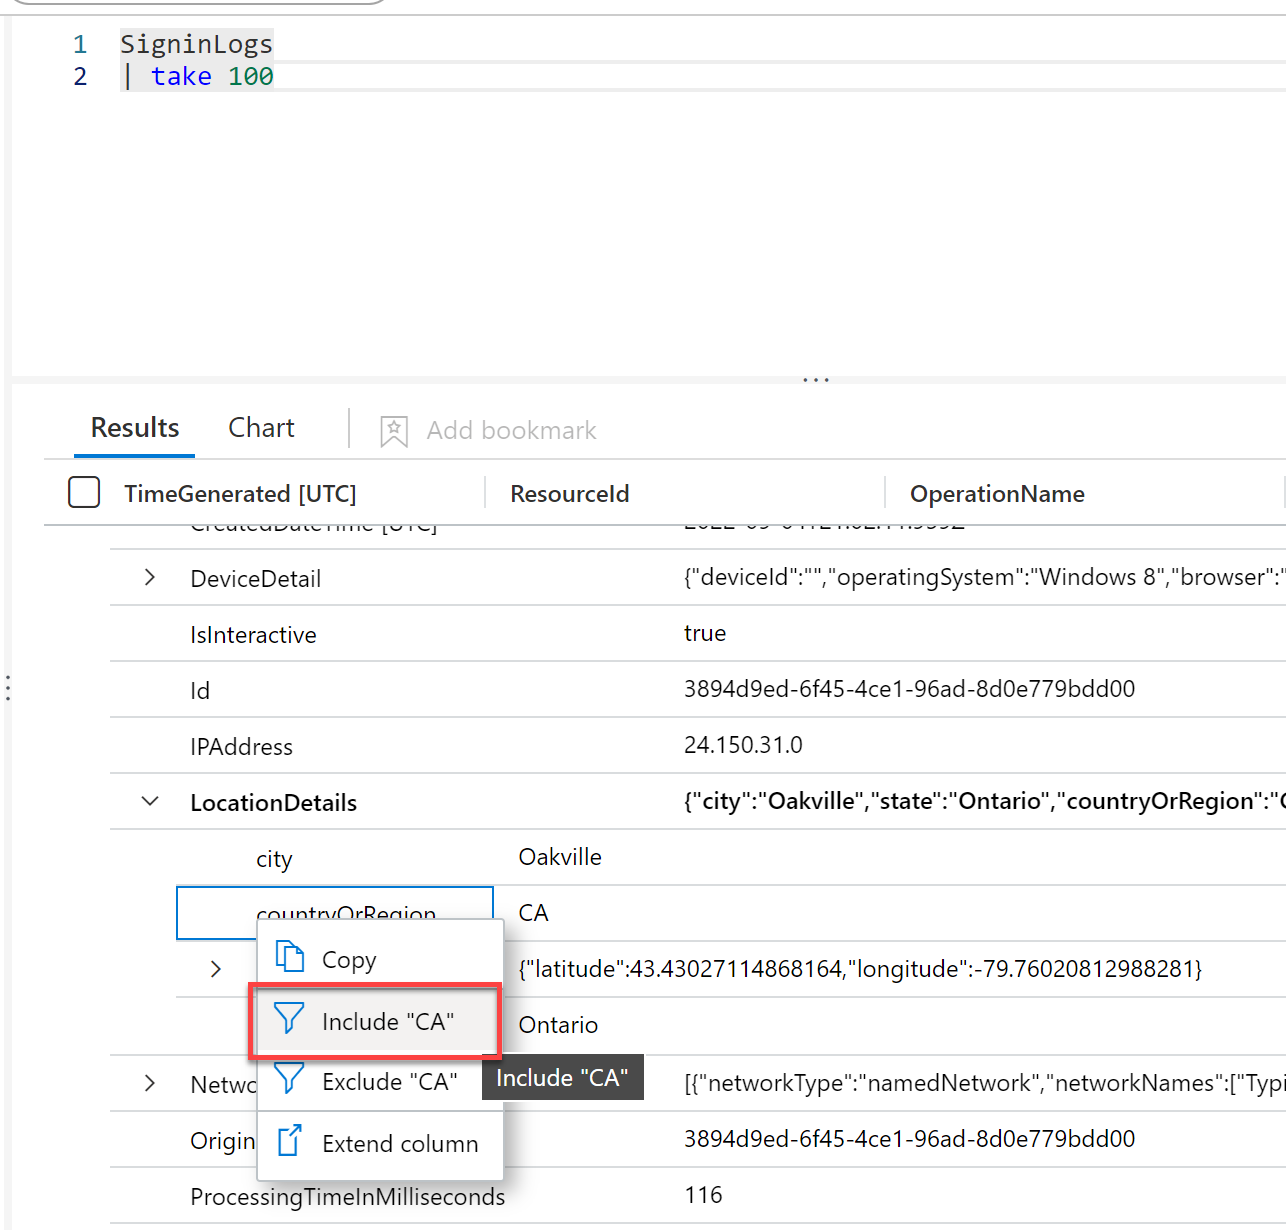 1 SigninLogs
2 | take 100
Results Chart Add bookmark
TimeGenerated [UTC] ResourceId OperationName
CreatedDateTime [UTC]
DeviceDetail {"deviceId":"","operatingSystem":"Windows 8","browser":"
IsInteractive true
Id 3894d9ed-6f45-4ce1-96ad-8d0e779bdd00
IPAddress 24.150.31.0
LocationDetails {"city":"Oakville","state":"Ontario","countryOrRegion":"C
city Oakville
countryOrRegion CA
Copy
{"latitude":43.43027114868164,"longitude":-79.76020812988281}
Include "CA"
Ontario
Exclude "CA"
Include "CA"
Netwo [{"networkType":"namedNetwork","networkNames":["Typi
Origin 3894d9ed-6f45-4ce1-96ad-8d0e779bdd00
Extend column
ProcessingTimeInMilliseconds 116